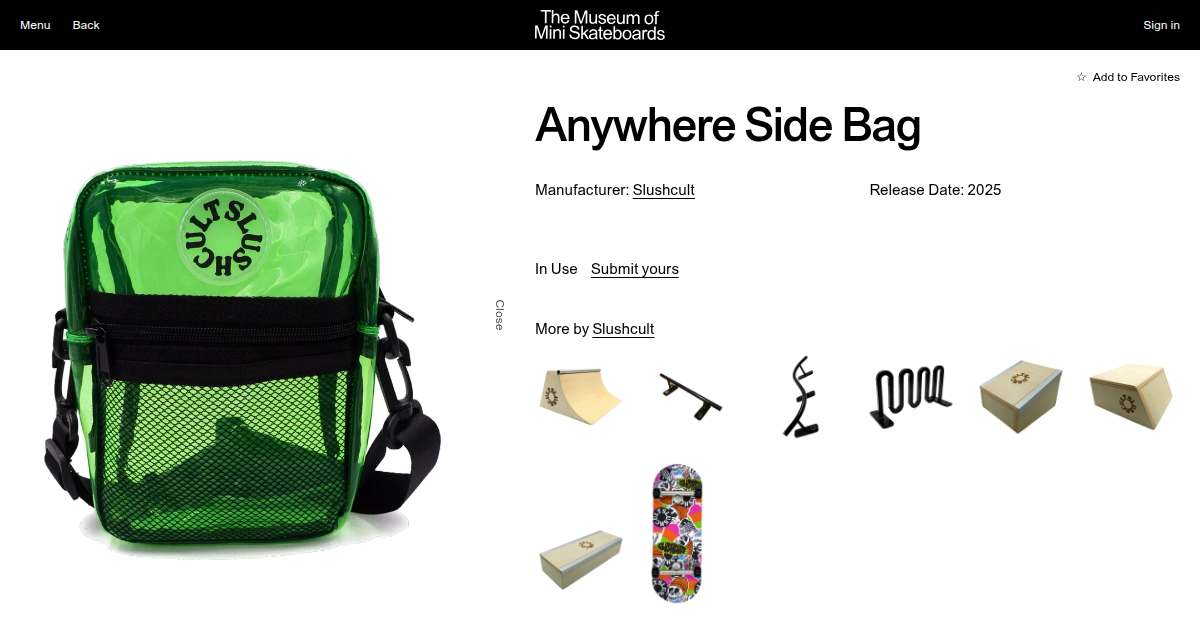 Menu Back
The Museum of
Mini Skateboards
Sign in
☆ Add to Favorites
Anywhere Side Bag
Manufacturer: Slushcult
Release Date: 2025
SLUSHCULT
In Use Submit yours
Close
More by Slushcult